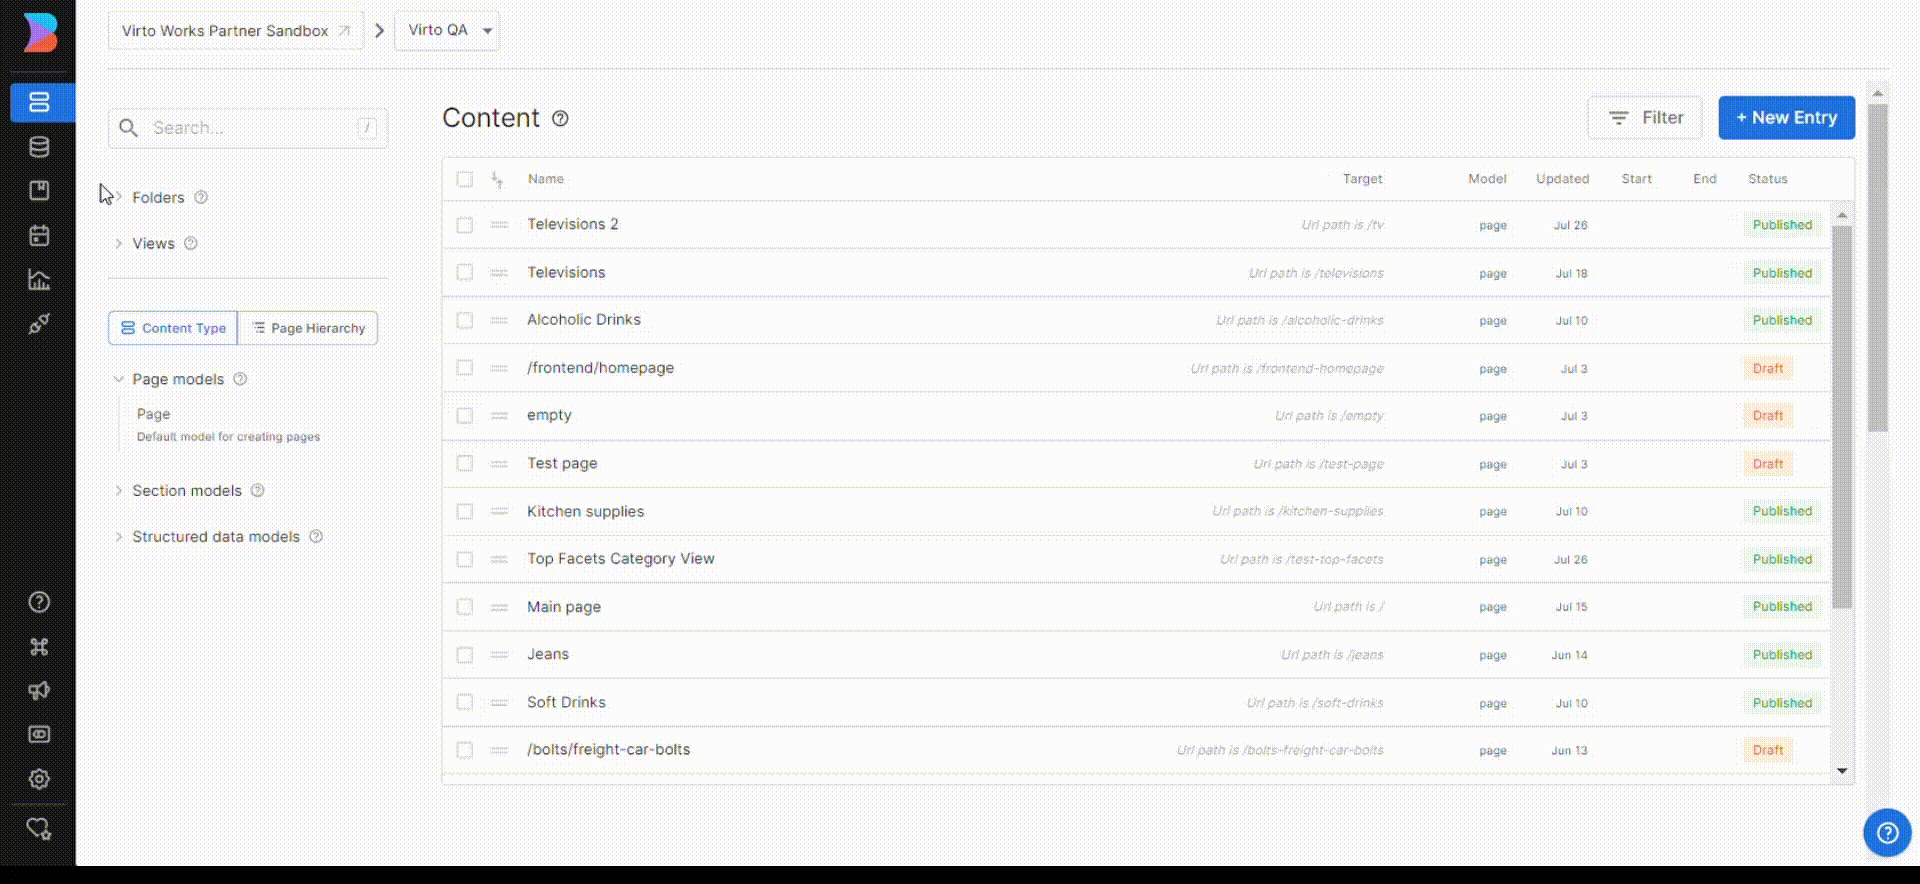 Virto Works Partner Sandbox
Virto QA
Search...
/
Folders
Views
Content Type
Page Hierarchy
Page models
Page
Default model for creating pages
Section models
Structured data models
Content
Filter
+ New Entry
Name Target Model Updated Start End Status
Televisions 2 Url path is /tv page Jul 26 Published
Televisions Url path is /televisions page Jul 18 Published
Alcoholic Drinks Url path is /alcoholic-drinks page Jul 10 Published
/frontend/homepage Url path is /frontend-homepage page Jul 3 Draft
empty Url path is /empty page Jul 3 Draft
Test page Url path is /test-page page Jul 3 Draft
Kitchen supplies Url path is /kitchen-supplies page Jul 10 Published
Top Facets Category View Url path is /test-top-facets page Jul 26 Published
Main page Url path is / page Jul 15 Published
Jeans Url path is /jeans page Jun 14 Published
Soft Drinks Url path is /soft-drinks page Jul 10 Published
/bolts/freight-car-bolts Url path is /bolts-freight-car-bolts page Jun 13 Draft